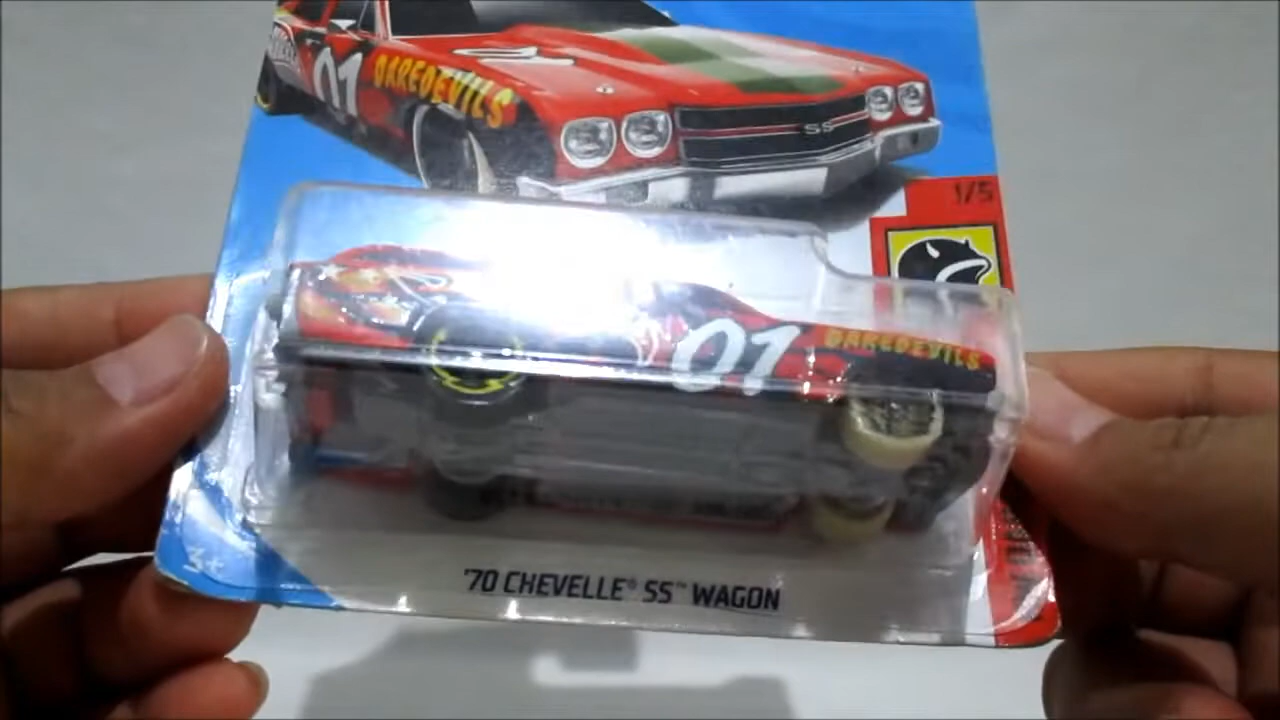 01
DAREDEVILS
SS
1/5
01
DAREDEVILS
3+
'70 CHEVELLE® SS™ WAGON